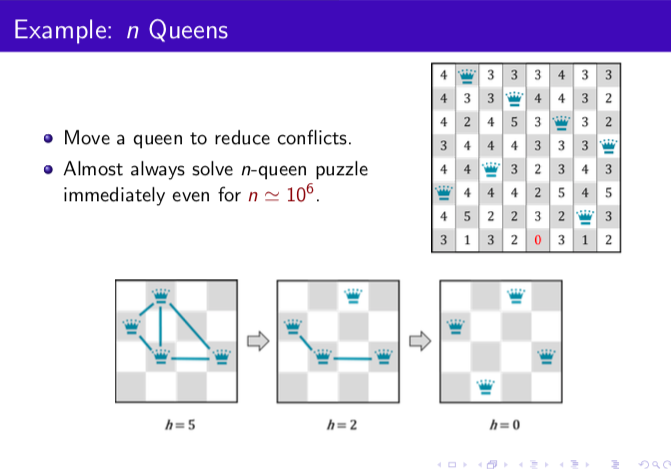 Example: n Queens
Move a queen to reduce conflicts.
Almost always solve n-queen puzzle
immediately even for n ≃ 10⁶.
4 3 3 3 4 3 3
4 3 3 4 4 3 2
4 2 4 5 3 3 2
3 4 4 4 3 3 3
4 4 3 2 3 4 3
4 4 4 2 5 4 5
4 5 2 2 3 2 3
3 1 3 2 0 3 1 2
h=5
h=2
h=0